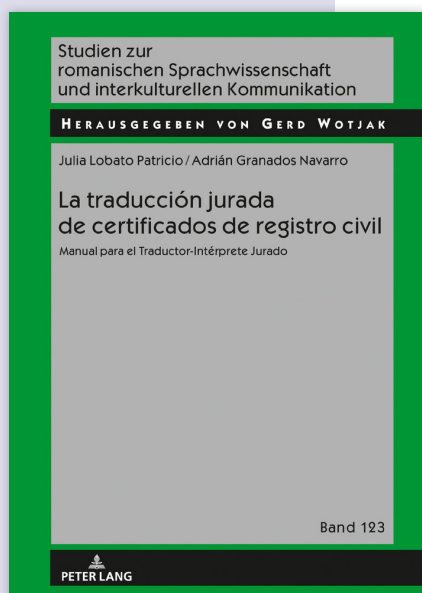 Studien zur
romanischen Sprachwissenschaft
und interkulturellen Kommunikation
HERAUSGEGEBEN VON GERD WOTJAK
Julia Lobato Patricio / Adrián Granados Navarro
La traducción jurada
de certificados de registro civil
Manual para el Traductor-Intérprete Jurado
Band 123
PETER LANG